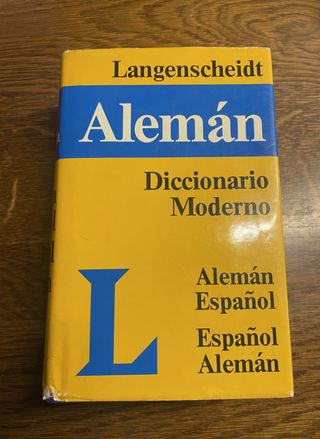 Langenscheidt
Alemán
Diccionario
Moderno
Alemán
Español
Español
Alemán
L